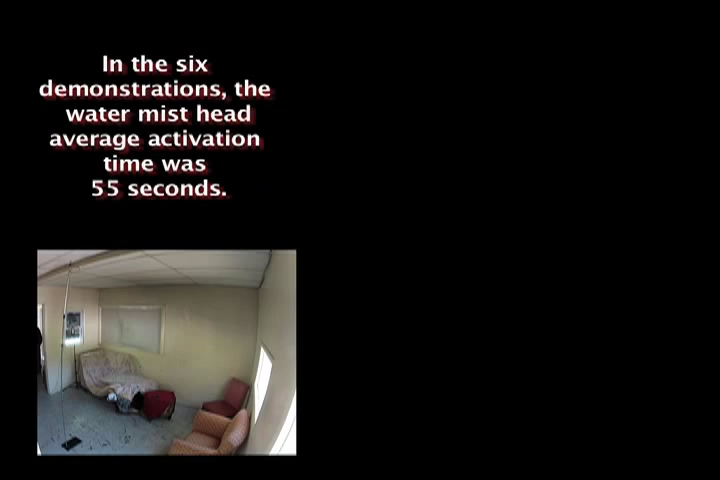 In the six
demonstrations, the
water mist head
average activation
time was
55 seconds.